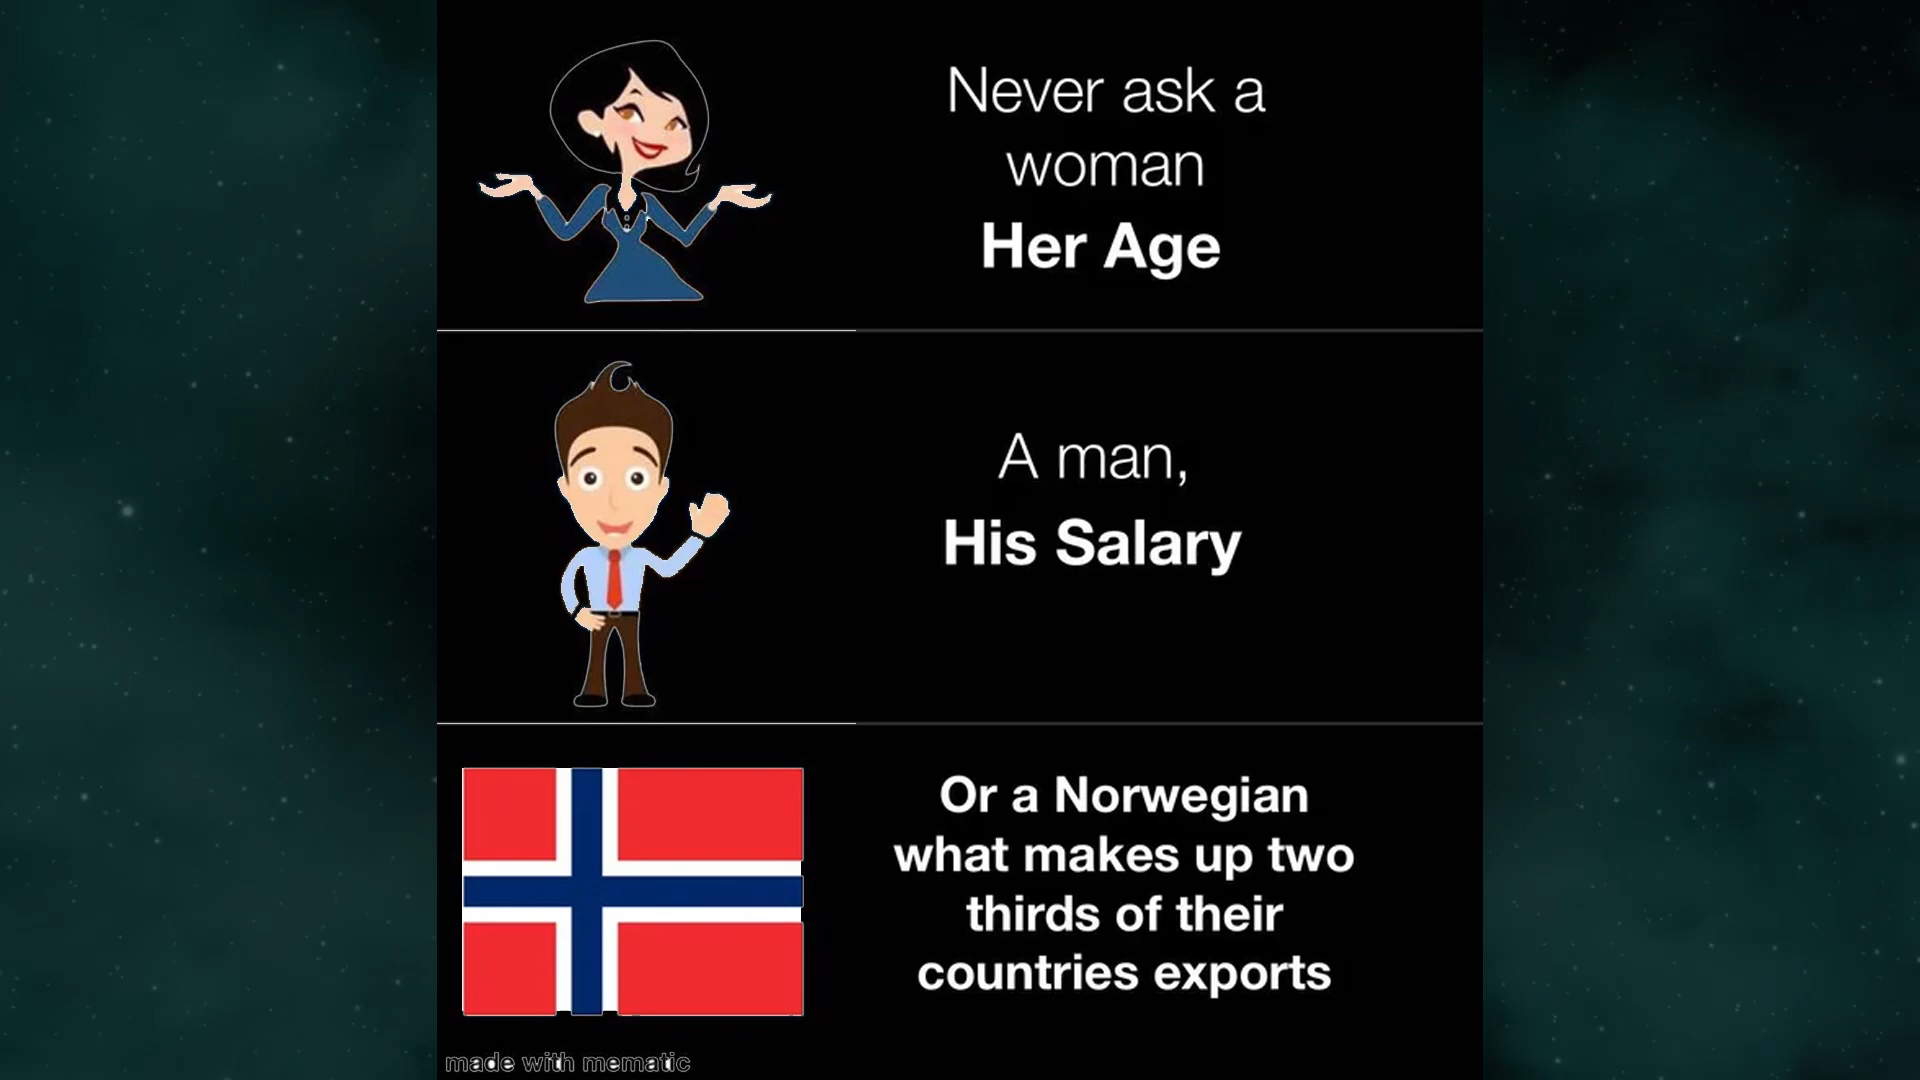 Never ask a
woman
Her Age
A man,
His Salary
Or a Norwegian
what makes up two
thirds of their
countries exports
made with mematic